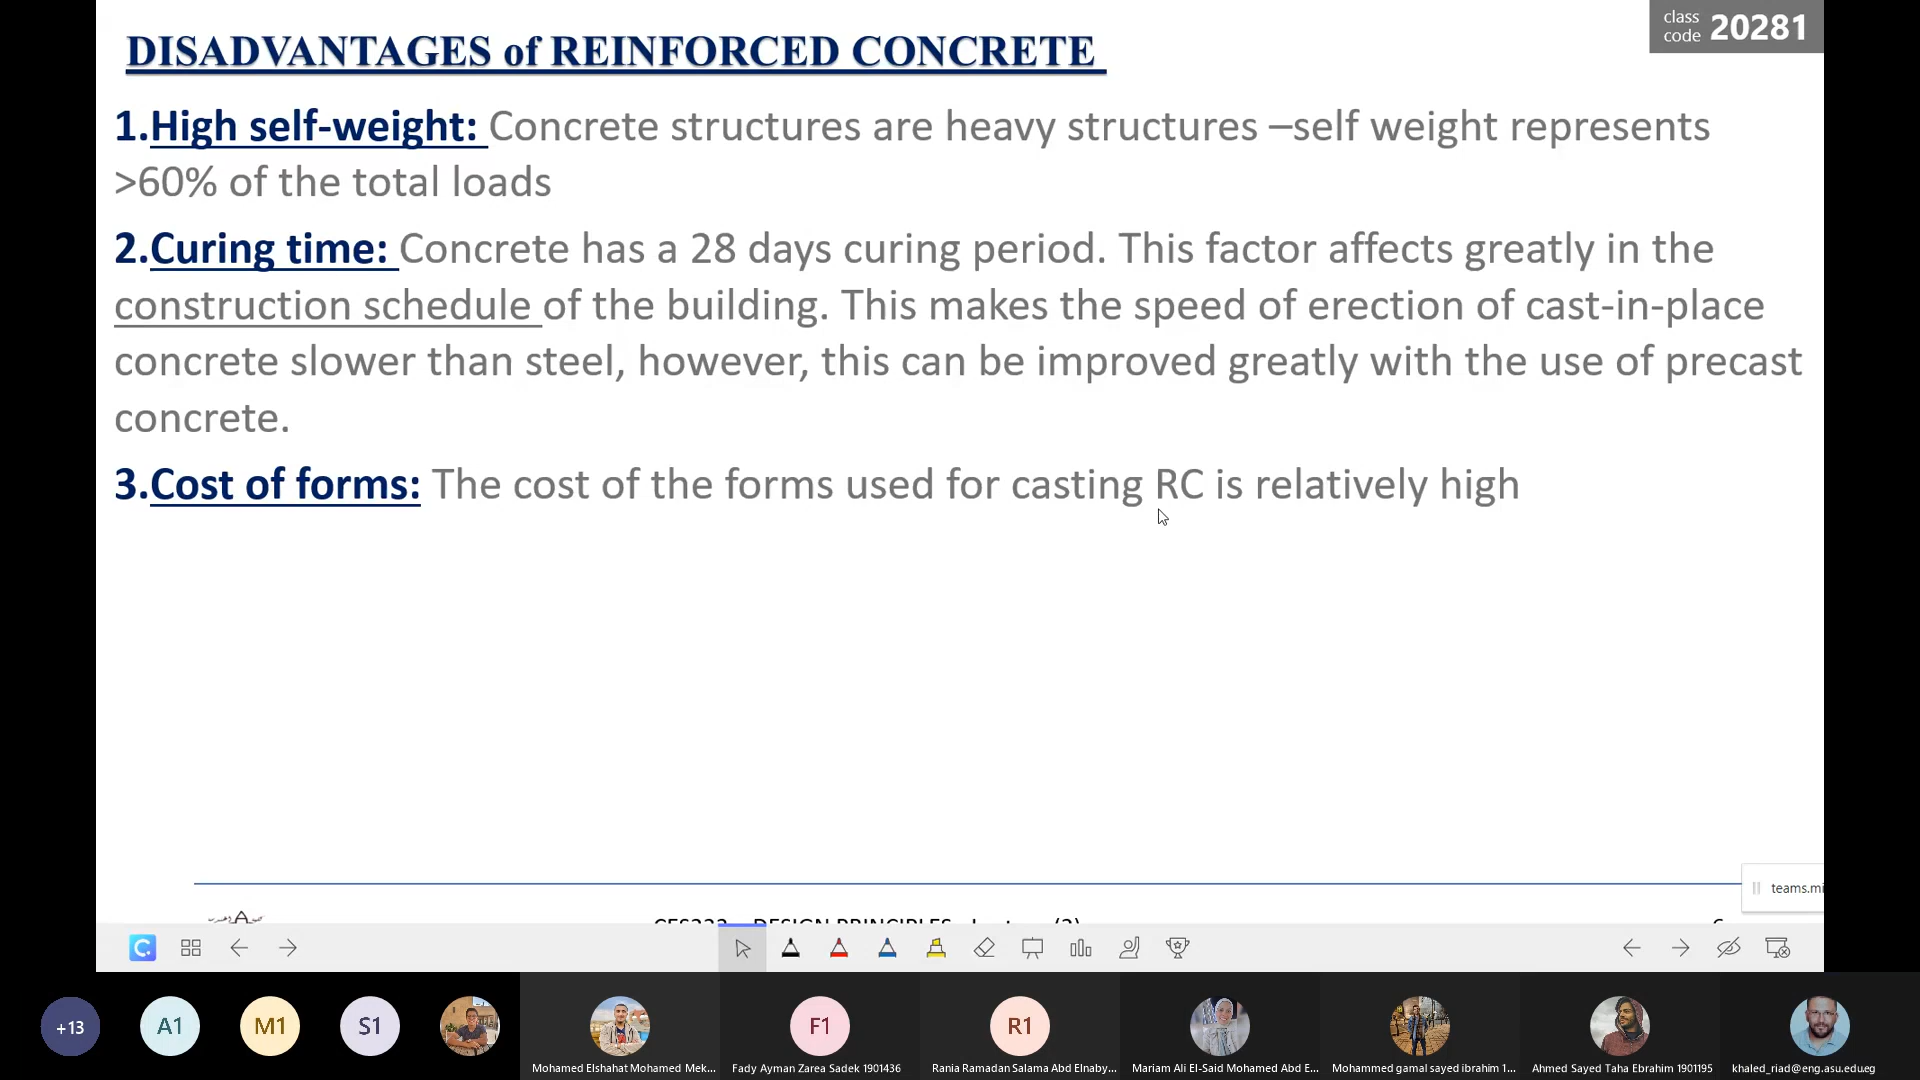 DISADVANTAGES of REINFORCED CONCRETE
class
code 20281
1.High self-weight: Concrete structures are heavy structures –self weight represents
>60% of the total loads
2.Curing time: Concrete has a 28 days curing period. This factor affects greatly in the
construction schedule of the building. This makes the speed of erection of cast-in-place
concrete slower than steel, however, this can be improved greatly with the use of precast
concrete.
3.Cost of forms: The cost of the forms used for casting RC is relatively high
teams.mi
DESIGN PRINCIPLES
+13
A1
M1
S1
F1
R1
Mohamed Elshahat Mohamed Mek...
Fady Ayman Zarea Sadek 1901436
Rania Ramadan Salama Abd Elnaby...
Mariam Ali El-Said Mohamed Abd E...
Mohammed gamal sayed ibrahim 1...
Ahmed Sayed Taha Ebrahim 1901195
khaled_riad@eng.asu.edu.eg